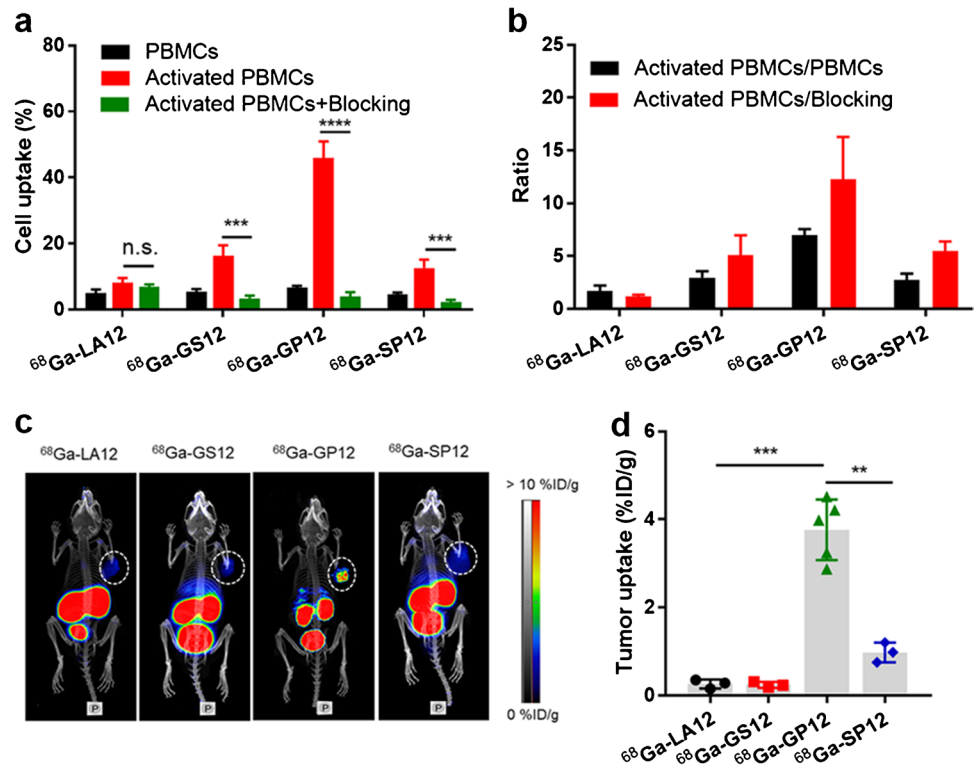 a
80
60
40
20
0
Cell uptake (%)
PBMCs
Activated PBMCs
Activated PBMCs+Blocking
n.s.
***
****
***
68Ga-LA12
68Ga-GS12
68Ga-GP12
68Ga-SP12
b
25
20
15
10
5
0
Ratio
Activated PBMCs/PBMCs
Activated PBMCs/Blocking
68Ga-LA12
68Ga-GS12
68Ga-GP12
68Ga-SP12
c
68Ga-LA12
68Ga-GS12
68Ga-GP12
68Ga-SP12
P
P
P
P
> 10 %ID/g
0 %ID/g
d
6
4
2
0
Tumor uptake (%ID/g)
***
**
68Ga-LA12
68Ga-GS12
68Ga-GP12
68Ga-SP12